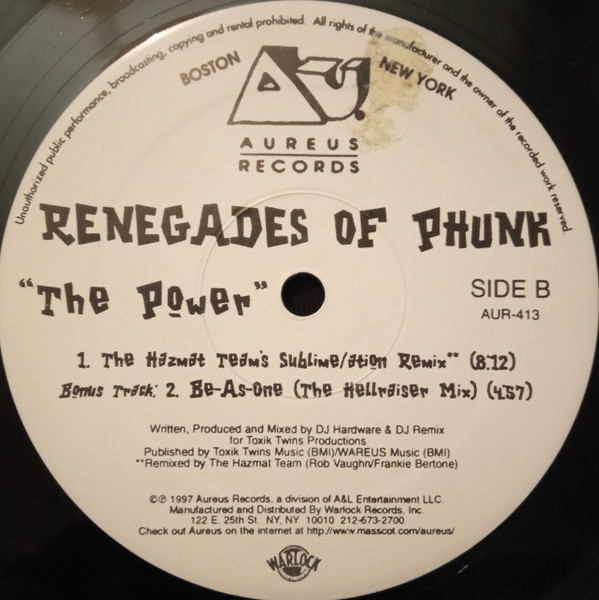 Unauthorized public performance, broadcasting, copying and rental prohibited. All rights of the manufacturer and the owner of the recorded work reserved.
BOSTON
NEW YORK
AU.
AUREUS
RECORDS
RENEGADES OF PHUNK
"The Power"
SIDE B
AUR-413
1. The Hazmat Team's Sublime/ation Remix** (8:12)
Bonus Track: 2. Be-As-One (The Hellraiser Mix) (4:57)
Written, Produced and Mixed by DJ Hardware & DJ Remix
for Toxik Twins Productions
Published by Toxik Twins Music (BMI)/WAREUS Music (BMI)
**Remixed by The Hazmat Team (Rob Vaughn/Frankie Bertone)
©℗ 1997 Aureus Records, a division of A&L Entertainment LLC.
Manufactured and Distributed By Warlock Records, Inc.
122 E. 25th St. NY, NY 10010 212-673-2700
Check out Aureus on the internet at http://www.masscot.com/aureus/
WARLOCK